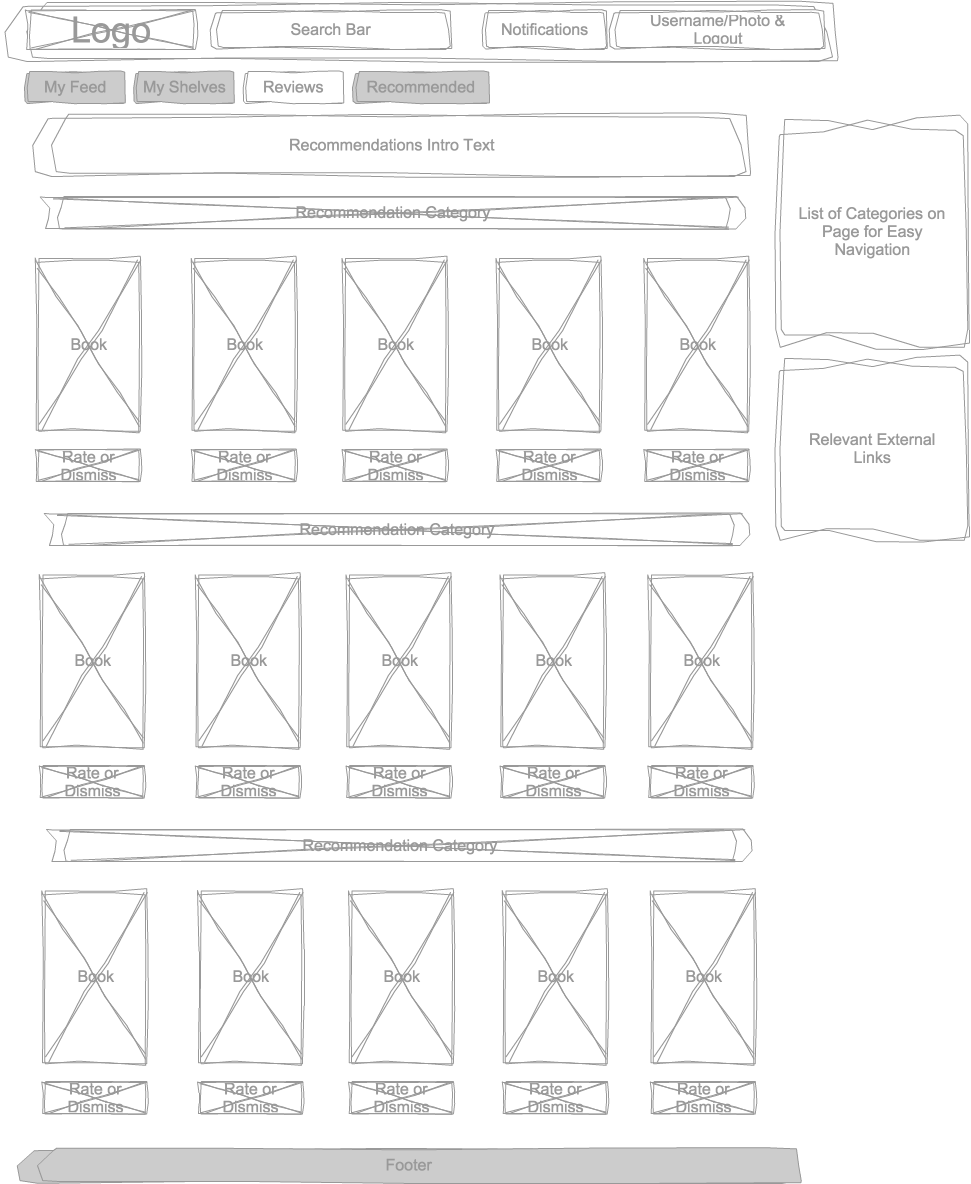 Logo
Search Bar
Notifications
Username/Photo &
Logout
My Feed
My Shelves
Reviews
Recommended
Recommendations Intro Text
List of Categories on
Page for Easy
Navigation
Recommendation Category
Book
Book
Book
Book
Book
Rate or
Dismiss
Rate or
Dismiss
Rate or
Dismiss
Rate or
Dismiss
Rate or
Dismiss
Relevant External
Links
Recommendation Category
Book
Book
Book
Book
Book
Rate or
Dismiss
Rate or
Dismiss
Rate or
Dismiss
Rate or
Dismiss
Rate or
Dismiss
Recommendation Category
Book
Book
Book
Book
Book
Rate or
Dismiss
Rate or
Dismiss
Rate or
Dismiss
Rate or
Dismiss
Rate or
Dismiss
Footer